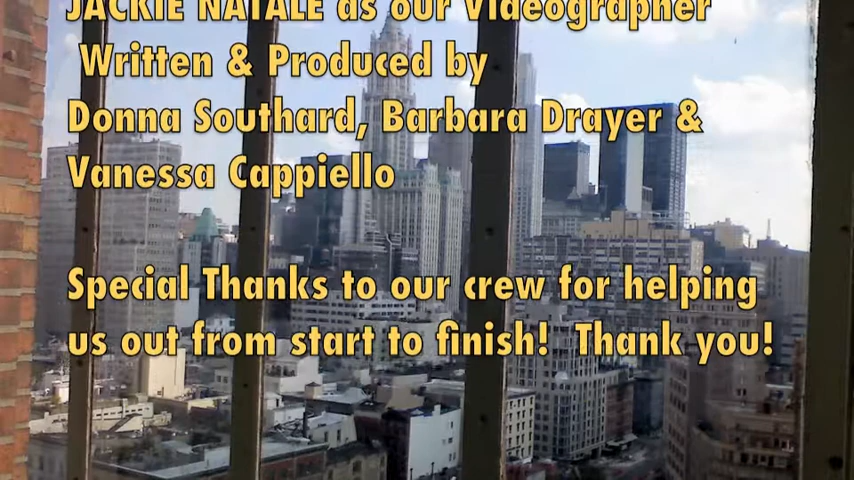 JACKIE NATALE as our Videographer
Written & Produced by
Donna Southard, Barbara Drayer &
Vanessa Cappiello
Special Thanks to our crew for helping
us out from start to finish! Thank you!